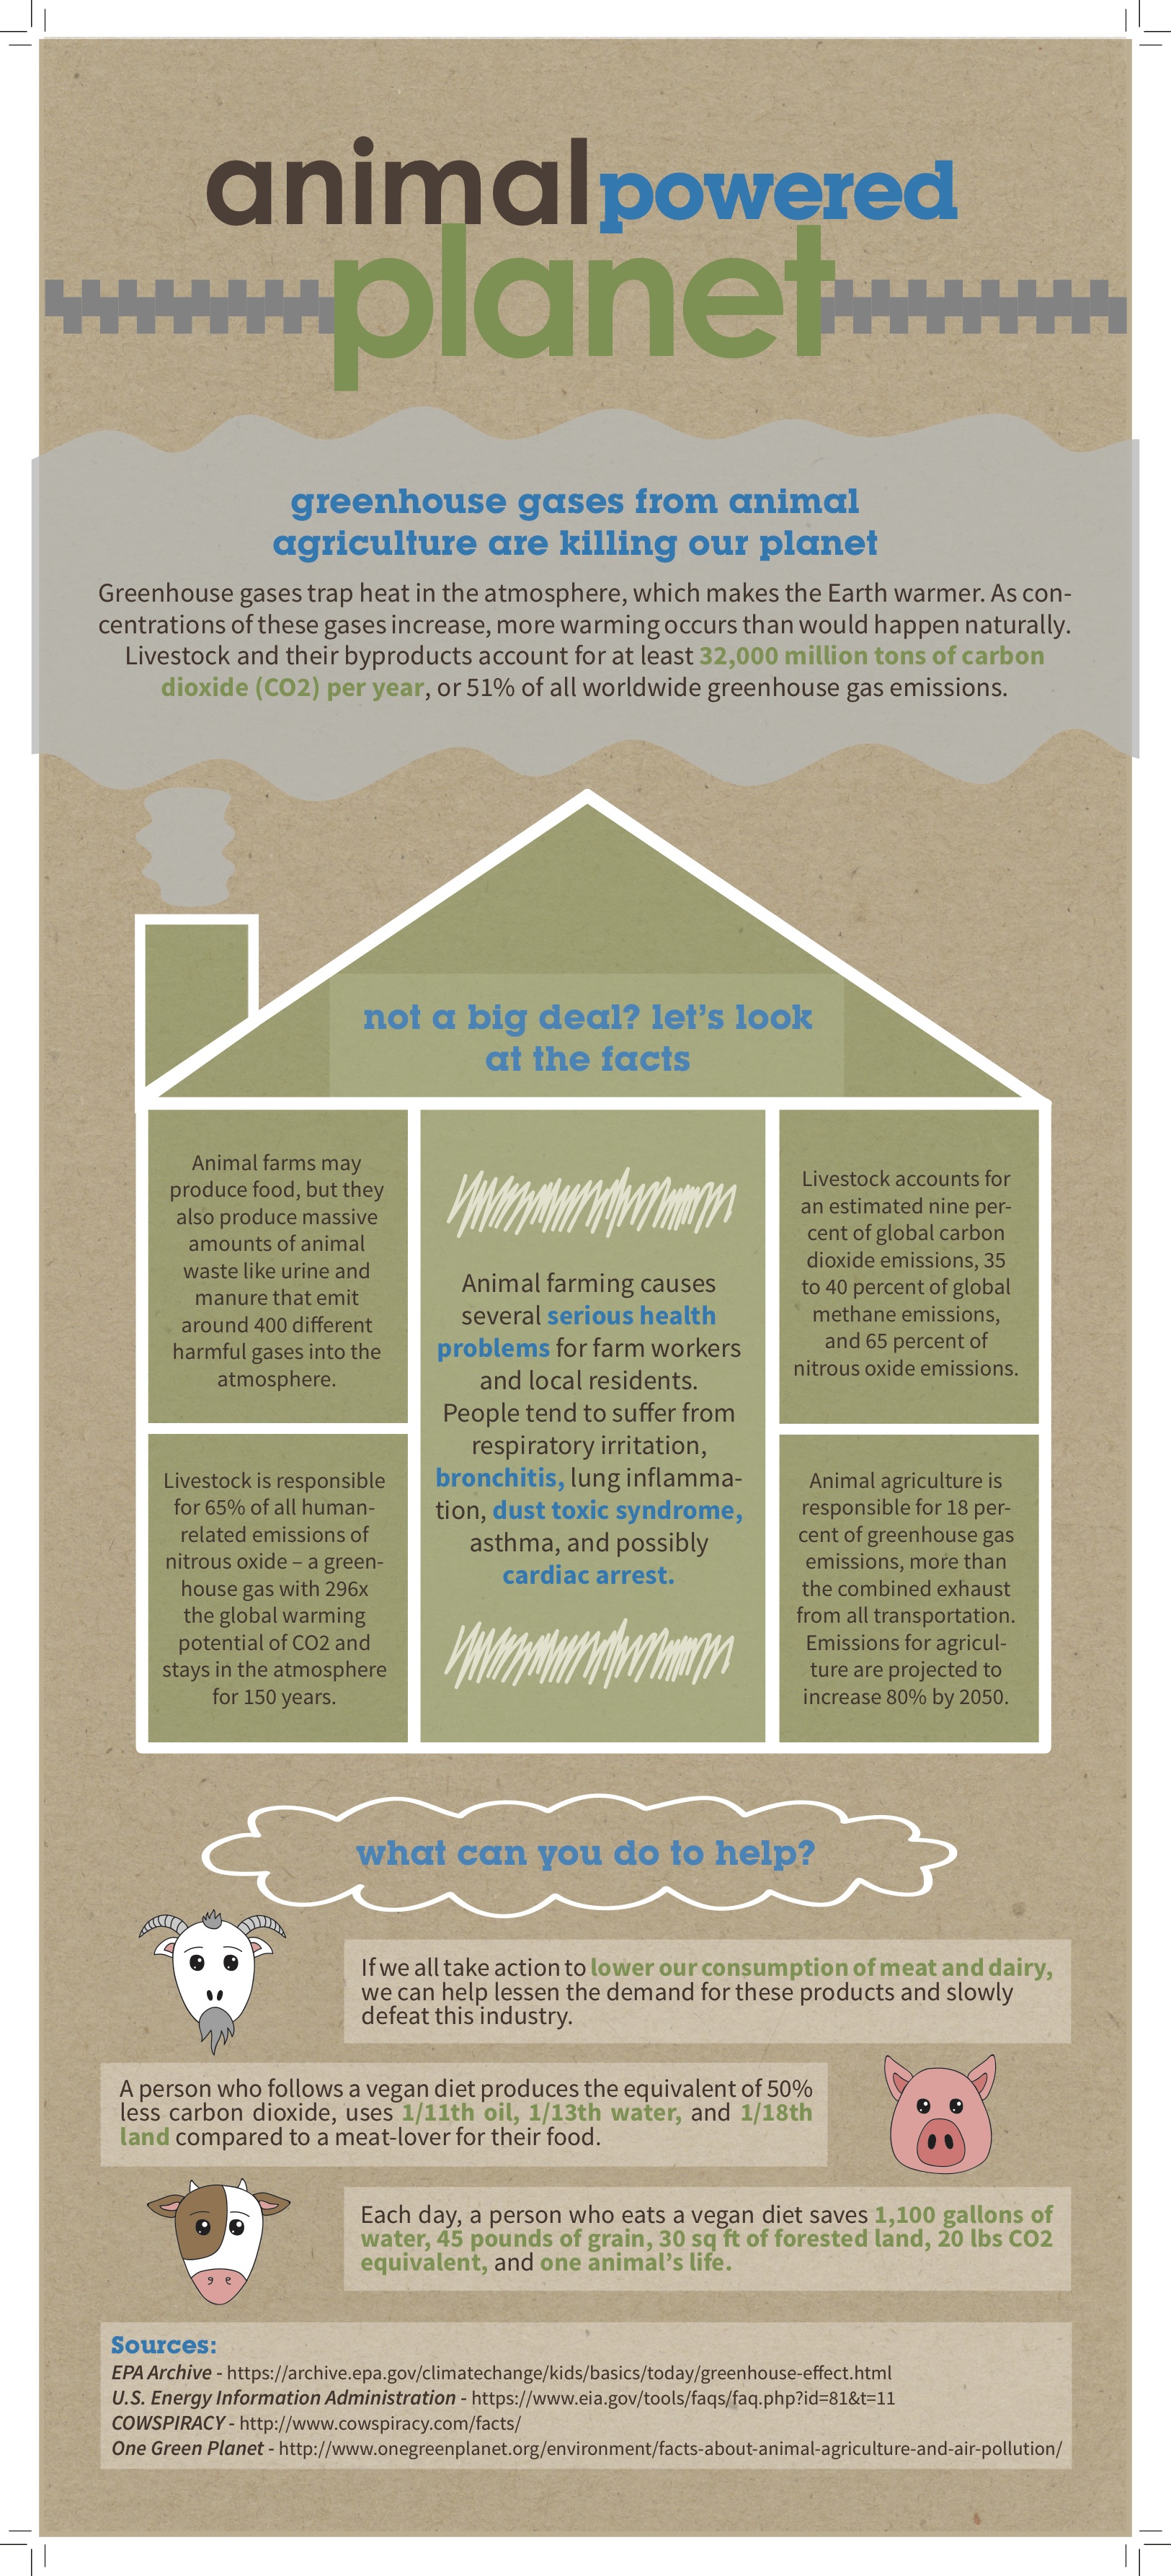 animal powered
planet
greenhouse gases from animal
agriculture are killing our planet
Greenhouse gases trap heat in the atmosphere, which makes the Earth warmer. As con-
centrations of these gases increase, more warming occurs than would happen naturally.
Livestock and their byproducts account for at least 32,000 million tons of carbon
dioxide (CO2) per year, or 51% of all worldwide greenhouse gas emissions.
not a big deal? let's look
at the facts
Animal farms may
produce food, but they
also produce massive
amounts of animal
waste like urine and
manure that emit
around 400 different
harmful gases into the
atmosphere.
Livestock is responsible
for 65% of all human-
related emissions of
nitrous oxide – a green-
house gas with 296x
the global warming
potential of CO2 and
stays in the atmosphere
for 150 years.
Animal farming causes
several serious health
problems for farm workers
and local residents.
People tend to suffer from
respiratory irritation,
bronchitis, lung inflamma-
tion, dust toxic syndrome,
asthma, and possibly
cardiac arrest.
Livestock accounts for
an estimated nine per-
cent of global carbon
dioxide emissions, 35
to 40 percent of global
methane emissions,
and 65 percent of
nitrous oxide emissions.
Animal agriculture is
responsible for 18 per-
cent of greenhouse gas
emissions, more than
the combined exhaust
from all transportation.
Emissions for agricul-
ture are projected to
increase 80% by 2050.
what can you do to help?
If we all take action to lower our consumption of meat and dairy,
we can help lessen the demand for these products and slowly
defeat this industry.
A person who follows a vegan diet produces the equivalent of 50%
less carbon dioxide, uses 1/11th oil, 1/13th water, and 1/18th
land compared to a meat-lover for their food.
Each day, a person who eats a vegan diet saves 1,100 gallons of
water, 45 pounds of grain, 30 sq ft of forested land, 20 lbs CO2
equivalent, and one animal's life.
Sources:
EPA Archive - https://archive.epa.gov/climatechange/kids/basics/today/greenhouse-effect.html
U.S. Energy Information Administration - https://www.eia.gov/tools/faqs/faq.php?id=81&t=11
COWSPIRACY - http://www.cowspiracy.com/facts/
One Green Planet - http://www.onegreenplanet.org/environment/facts-about-animal-agriculture-and-air-pollution/